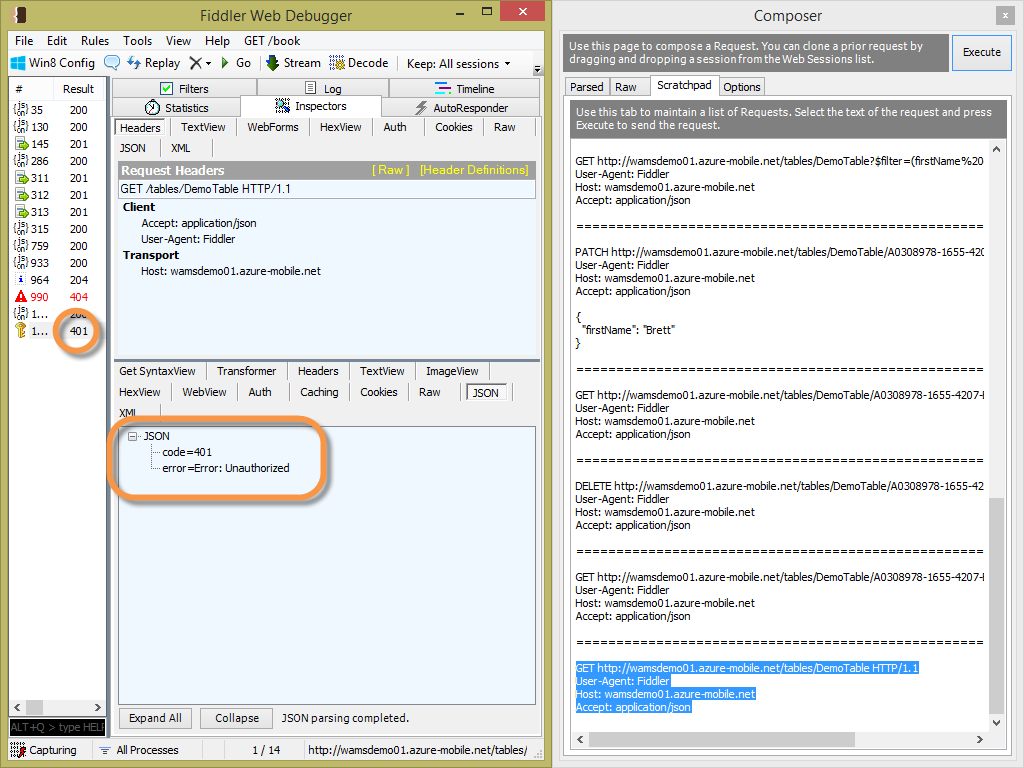 Fiddler Web Debugger
File Edit Rules Tools View Help GET /book
Win8 Config Replay Go Stream Decode Keep: All sessions
# Result
35 200
130 200
145 201
286 200
311 201
312 201
313 201
315 200
759 200
933 200
964 204
990 404
1... 200
1... 401
ALT+Q > type HELP
Filters Log Timeline
Statistics Inspectors AutoResponder
Headers TextView WebForms HexView Auth Cookies Raw
JSON XML
Request Headers [ Raw ] [Header Definitions]
GET /tables/DemoTable HTTP/1.1
Client
Accept: application/json
User-Agent: Fiddler
Transport
Host: wamsdemo01.azure-mobile.net
Get SyntaxView Transformer Headers TextView ImageView
HexView WebView Auth Caching Cookies Raw JSON
XML
JSON
code=401
error=Error: Unauthorized
Expand All Collapse JSON parsing completed.
Capturing All Processes 1 / 14 http://wamsdemo01.azure-mobile.net/tables/
Composer
Use this page to compose a Request. You can clone a prior request by
dragging and dropping a session from the Web Sessions list.
Execute
Parsed Raw Scratchpad Options
Use this tab to maintain a list of Requests. Select the text of the request and press
Execute to send the request.
GET http://wamsdemo01.azure-mobile.net/tables/DemoTable?$filter=(firstName%20
User-Agent: Fiddler
Host: wamsdemo01.azure-mobile.net
Accept: application/json
==================================================
PATCH http://wamsdemo01.azure-mobile.net/tables/DemoTable/A0308978-1655-420
User-Agent: Fiddler
Host: wamsdemo01.azure-mobile.net
Accept: application/json
{
"firstName": "Brett"
}
==================================================
GET http://wamsdemo01.azure-mobile.net/tables/DemoTable/A0308978-1655-4207-
User-Agent: Fiddler
Host: wamsdemo01.azure-mobile.net
Accept: application/json
==================================================
DELETE http://wamsdemo01.azure-mobile.net/tables/DemoTable/A0308978-1655-42
User-Agent: Fiddler
Host: wamsdemo01.azure-mobile.net
Accept: application/json
==================================================
GET http://wamsdemo01.azure-mobile.net/tables/DemoTable/A0308978-1655-4207-
User-Agent: Fiddler
Host: wamsdemo01.azure-mobile.net
Accept: application/json
==================================================
GET http://wamsdemo01.azure-mobile.net/tables/DemoTable HTTP/1.1
User-Agent: Fiddler
Host: wamsdemo01.azure-mobile.net
Accept: application/json